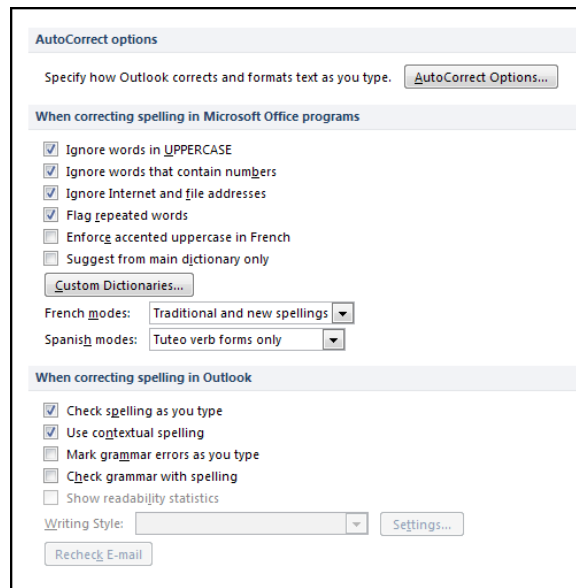 AutoCorrect options
Specify how Outlook corrects and formats text as you type. AutoCorrect Options...
When correcting spelling in Microsoft Office programs
Ignore words in UPPERCASE
Ignore words that contain numbers
Ignore Internet and file addresses
Flag repeated words
Enforce accented uppercase in French
Suggest from main dictionary only
Custom Dictionaries...
French modes: Traditional and new spellings
Spanish modes: Tuteo verb forms only
When correcting spelling in Outlook
Check spelling as you type
Use contextual spelling
Mark grammar errors as you type
Check grammar with spelling
Show readability statistics
Writing Style: Settings...
Recheck E-mail